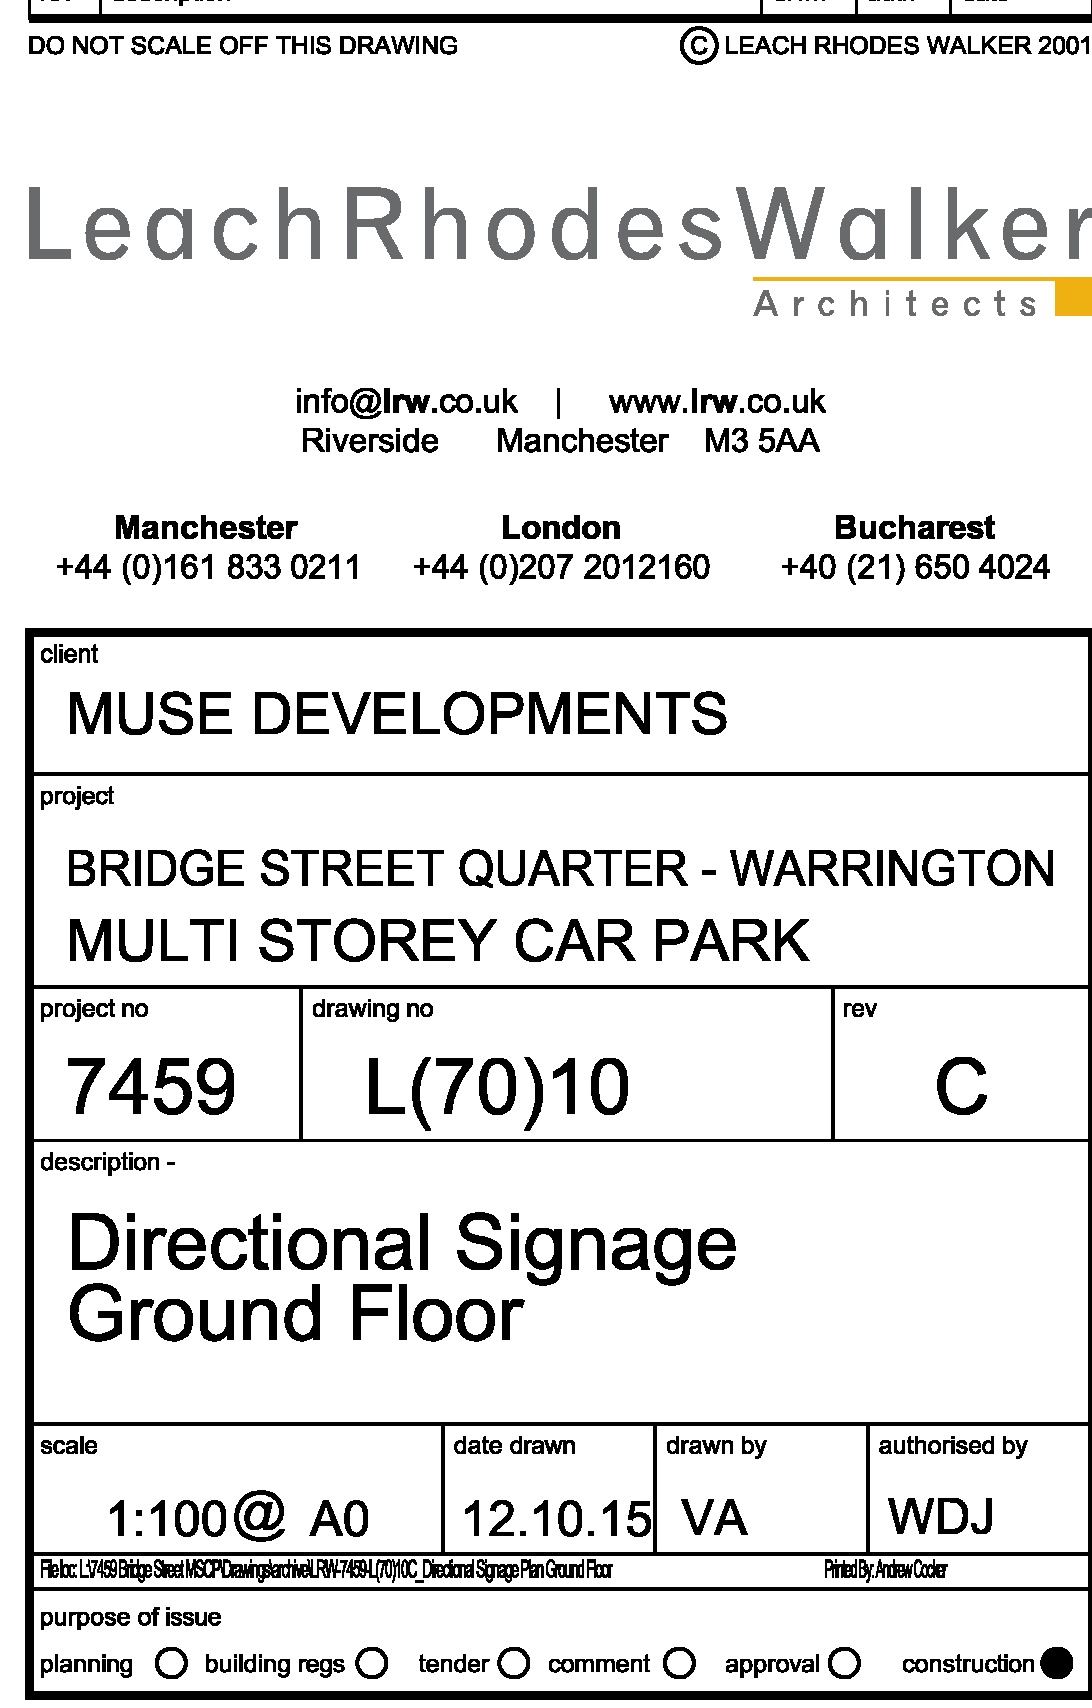 DO NOT SCALE OFF THIS DRAWING © LEACH RHODES WALKER 2001
LeachRhodesWalker
Architects
info@lrw.co.uk | www.lrw.co.uk
Riverside Manchester M3 5AA
Manchester London Bucharest
+44 (0)161 833 0211 +44 (0)207 2012160 +40 (21) 650 4024
client
MUSE DEVELOPMENTS
project
BRIDGE STREET QUARTER - WARRINGTON
MULTI STOREY CAR PARK
project no drawing no rev
7459 L(70)10 C
description -
Directional Signage
Ground Floor
scale date drawn drawn by authorised by
1:100@ A0 12.10.15 VA WDJ
File loc: L:\7459 Bridge Street MSCP\Drawings\archive\LRW-7459-L(70)10C_Directional Signage Plan Ground Floor Printed By: Andrew Cocker
purpose of issue
planning building regs tender comment approval construction